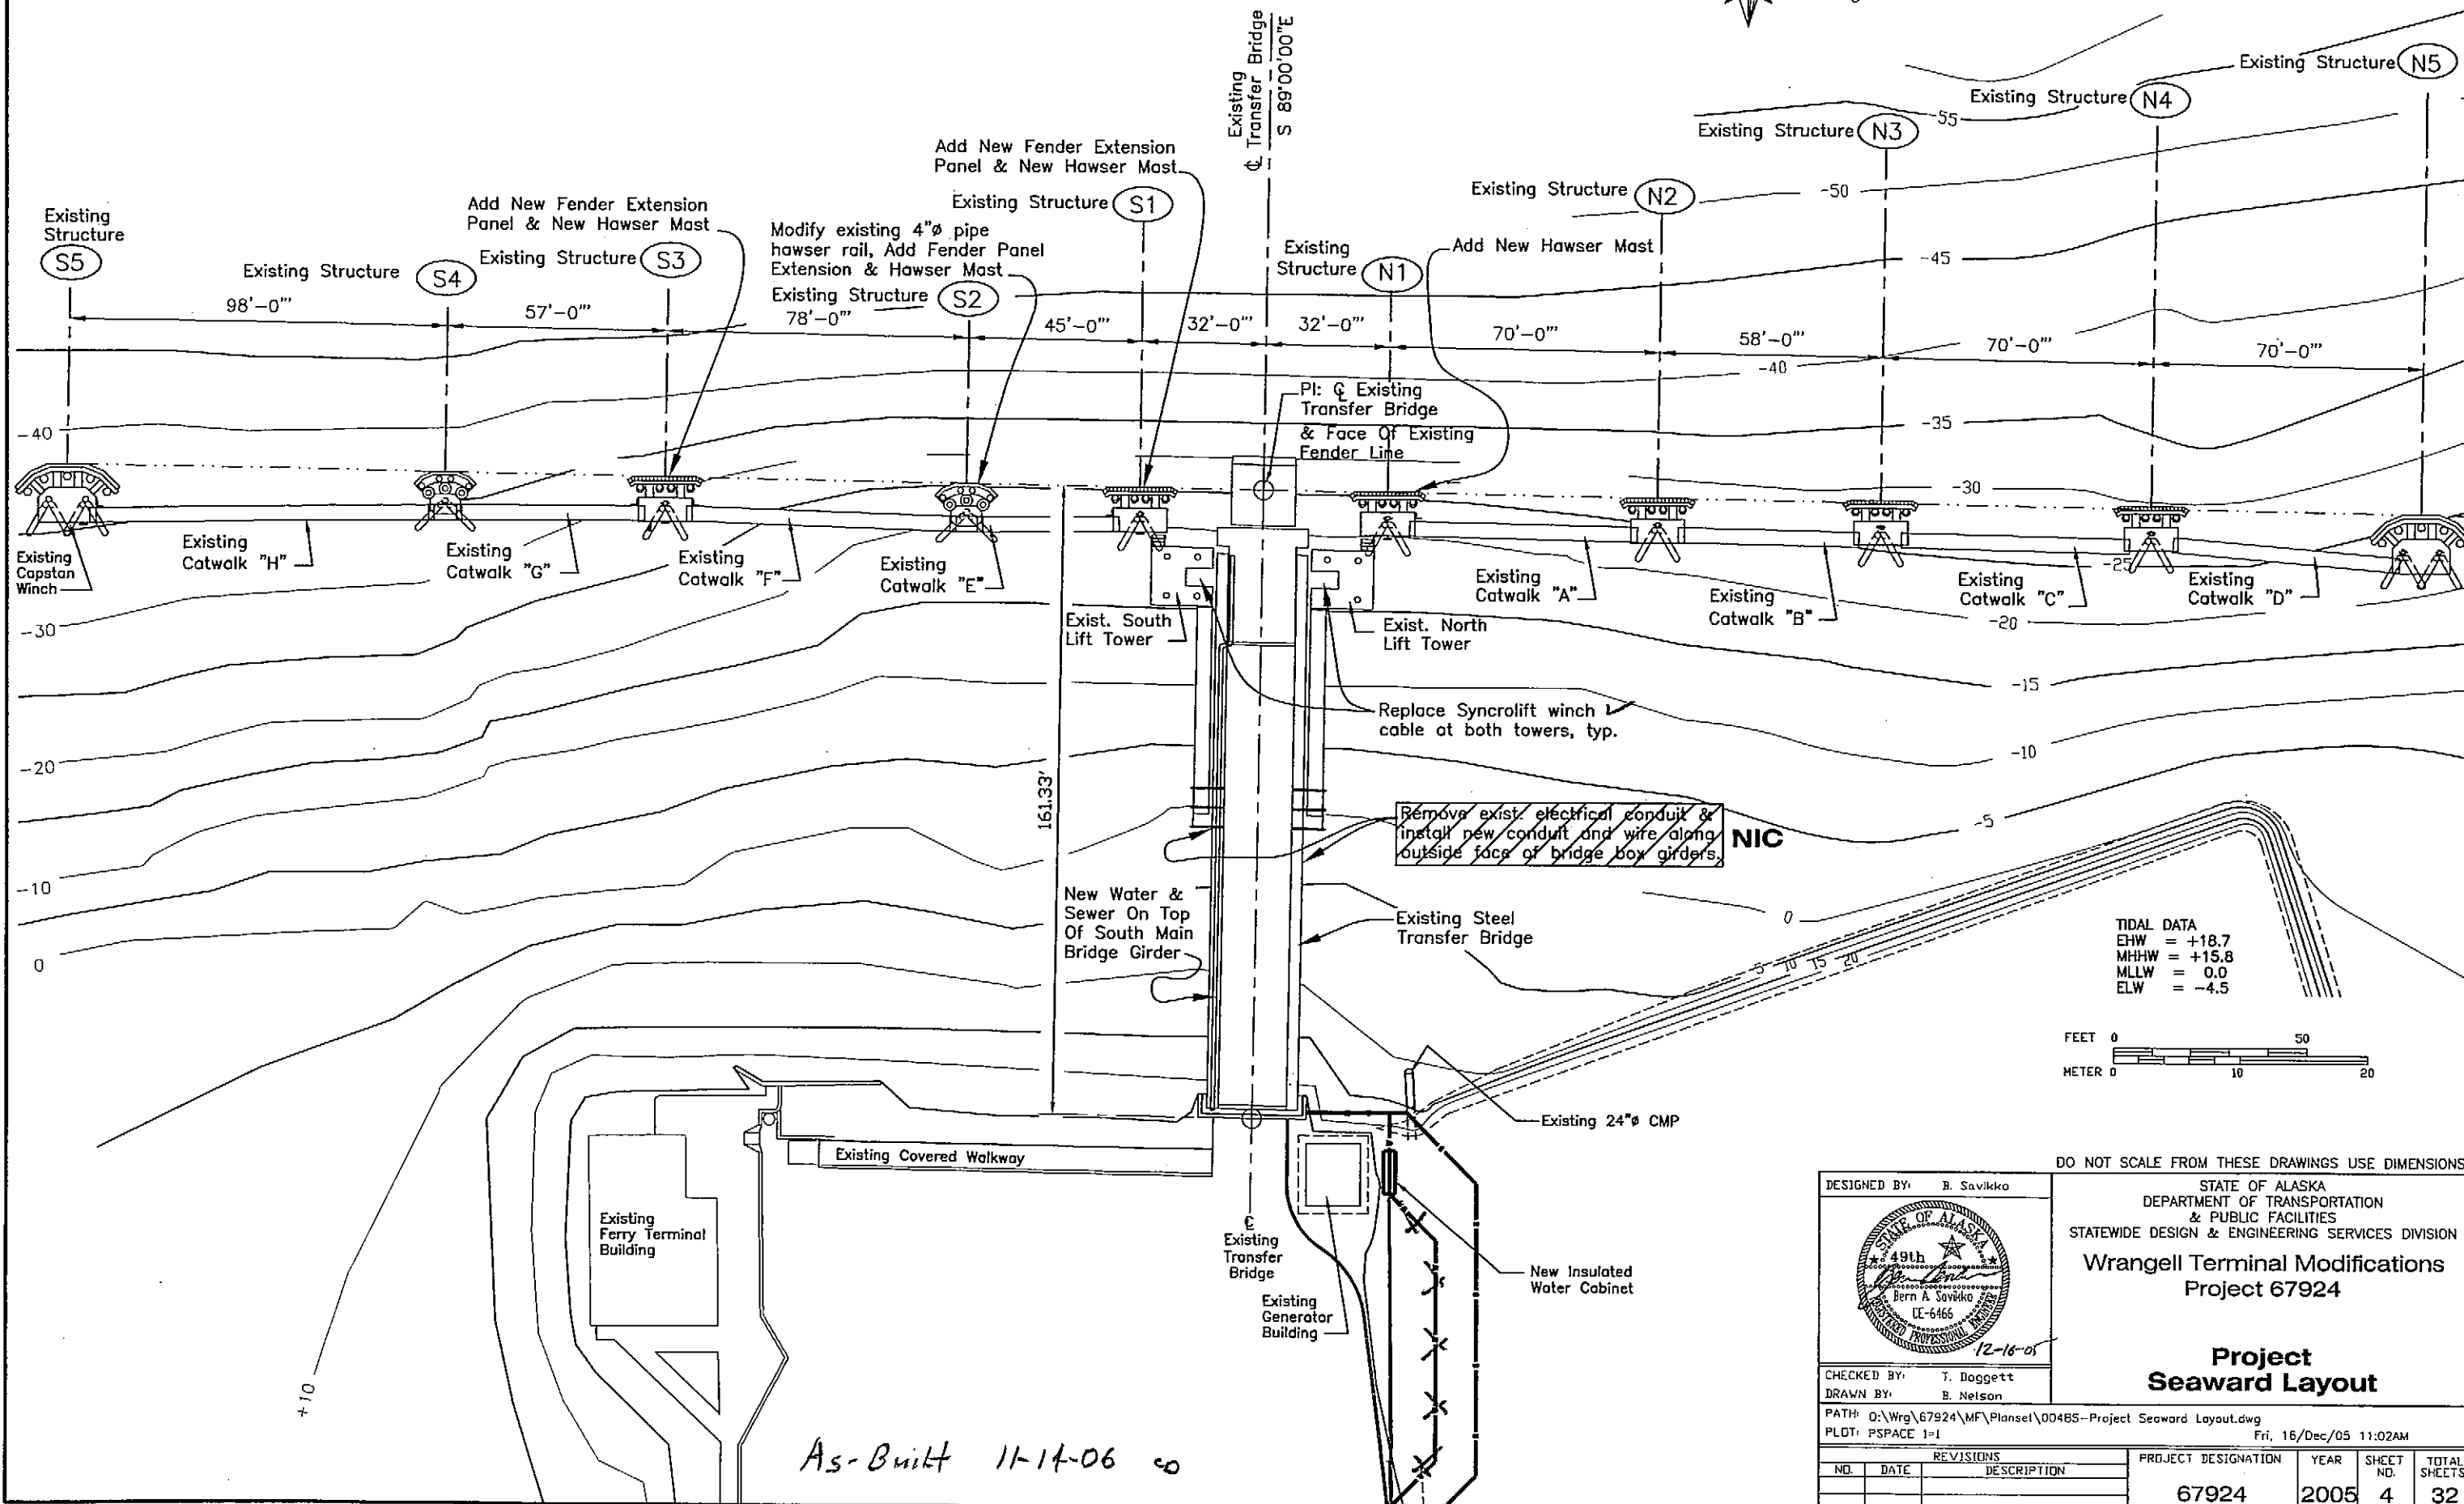 Existing
℄ Transfer Bridge
S 89°00'00"E
Existing Structure N5
Existing Structure N4
Existing Structure N3
-55
Existing Structure N2
-50
Add New Fender Extension
Panel & New Hawser Mast
Existing Structure S1
Add New Fender Extension
Panel & New Hawser Mast
Existing Structure S3
Modify existing 4"ø pipe
hawser rail, Add Fender Panel
Extension & Hawser Mast
Existing Structure S2
Existing
Structure
S5
Existing Structure S4
Existing
Structure N1
Add New Hawser Mast
-45
98'-0"'
57'-0"'
78'-0"'
45'-0"'
32'-0"'
32'-0"'
70'-0"'
58'-0"'
70'-0"'
70'-0"'
-40
PI: ℄ Existing
Transfer Bridge
& Face Of Existing
Fender Line
-40
-35
-30
Existing
Capstan
Winch
Existing
Catwalk "H"
Existing
Catwalk "G"
Existing
Catwalk "F"
Existing
Catwalk "E"
Existing
Catwalk "A"
Existing
Catwalk "B"
Existing
Catwalk "C"
Existing
Catwalk "D"
-25
-30
-20
Exist. South
Lift Tower
Exist. North
Lift Tower
-15
Replace Syncrolift winch
cable at both towers, typ.
-20
-10
161.33'
Remove exist. electrical conduit &
install new conduit and wire along
outside face of bridge box girders.
NIC
-5
-10
New Water &
Sewer On Top
Of South Main
Bridge Girder
Existing Steel
Transfer Bridge
0
0
5 10 15 20
TIDAL DATA
EHW = +18.7
MHHW = +15.8
MLLW = 0.0
ELW = -4.5
FEET 0 50
METER 0 10 20
Existing 24"ø CMP
Existing Covered Walkway
Existing
Ferry Terminal
Building
℄
Existing
Transfer
Bridge
Existing
Generator
Building
New Insulated
Water Cabinet
+10
As-Built 11-14-06
DO NOT SCALE FROM THESE DRAWINGS USE DIMENSIONS
DESIGNED BY: B. Savikko
STATE OF ALASKA
49th
Bern A. Savikko
CE-6466
REGISTERED PROFESSIONAL ENGINEER
12-16-05
CHECKED BY: T. Doggett
DRAWN BY: B. Nelson
STATE OF ALASKA
DEPARTMENT OF TRANSPORTATION
& PUBLIC FACILITIES
STATEWIDE DESIGN & ENGINEERING SERVICES DIVISION
Wrangell Terminal Modifications
Project 67924
Project
Seaward Layout
PATH: Q:\Wrg\67924\MF\Planset\004BS-Project Seaward Layout.dwg
PLOT: PSPACE 1=1 Fri, 16/Dec/05 11:02AM
REVISIONS
NO. DATE DESCRIPTION
PROJECT DESIGNATION YEAR SHEET NO. TOTAL SHEETS
67924 2005 4 32